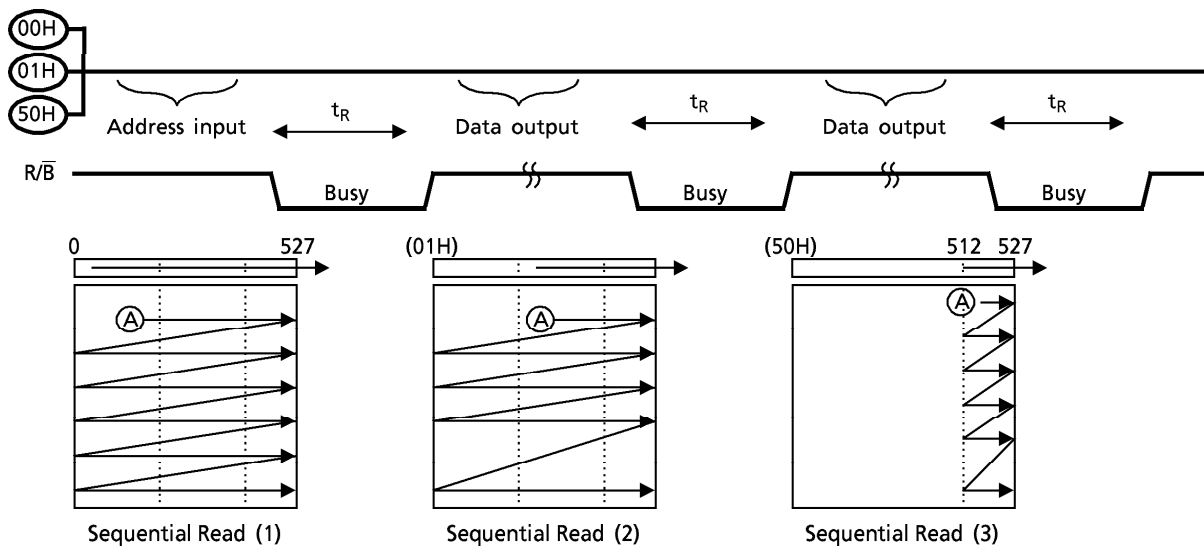 00H
01H
50H
Address input
tR
Data output
tR
Data output
tR
R/B̅
Busy
Busy
Busy
0 527
(01H)
(50H) 512 527
A
A
A
Sequential Read (1)
Sequential Read (2)
Sequential Read (3)